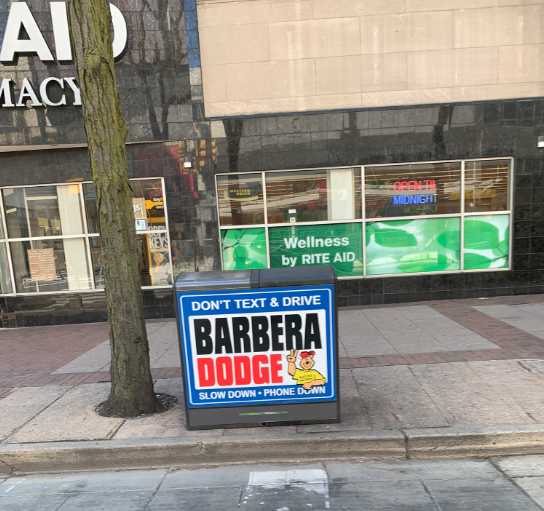 AID
MACY
OPEN TIL
MIDNIGHT
Wellness
by RITE AID
DON'T TEXT & DRIVE
BARBERA
DODGE
SLOW DOWN • PHONE DOWN